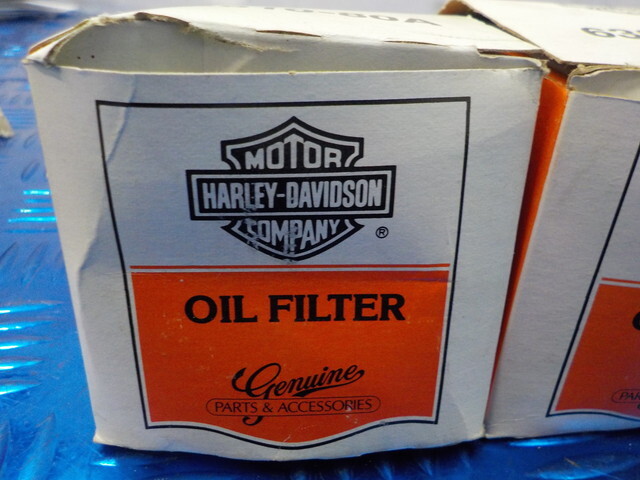 MOTOR
HARLEY-DAVIDSON
COMPANY
®
OIL FILTER
Genuine
PARTS & ACCESSORIES